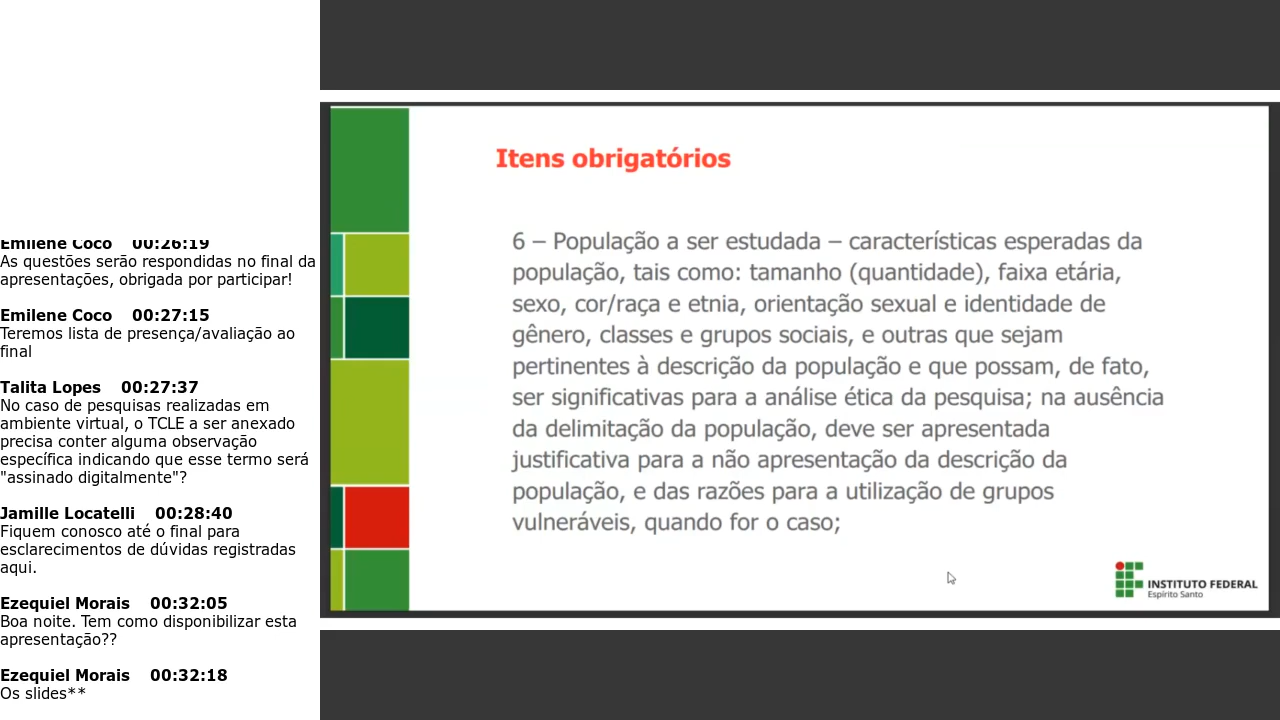 Emilene Coco 00:26:19
As questões serão respondidas no final da
apresentações, obrigada por participar!
Emilene Coco 00:27:15
Teremos lista de presença/avaliação ao
final
Talita Lopes 00:27:37
No caso de pesquisas realizadas em
ambiente virtual, o TCLE a ser anexado
precisa conter alguma observação
específica indicando que esse termo será
"assinado digitalmente"?
Jamille Locatelli 00:28:40
Fiquem conosco até o final para
esclarecimentos de dúvidas registradas
aqui.
Ezequiel Morais 00:32:05
Boa noite. Tem como disponibilizar esta
apresentação??
Ezequiel Morais 00:32:18
Os slides**
Itens obrigatórios
6 – População a ser estudada – características esperadas da
população, tais como: tamanho (quantidade), faixa etária,
sexo, cor/raça e etnia, orientação sexual e identidade de
gênero, classes e grupos sociais, e outras que sejam
pertinentes à descrição da população e que possam, de fato,
ser significativas para a análise ética da pesquisa; na ausência
da delimitação da população, deve ser apresentada
justificativa para a não apresentação da descrição da
população, e das razões para a utilização de grupos
vulneráveis, quando for o caso;
INSTITUTO FEDERAL
Espírito Santo